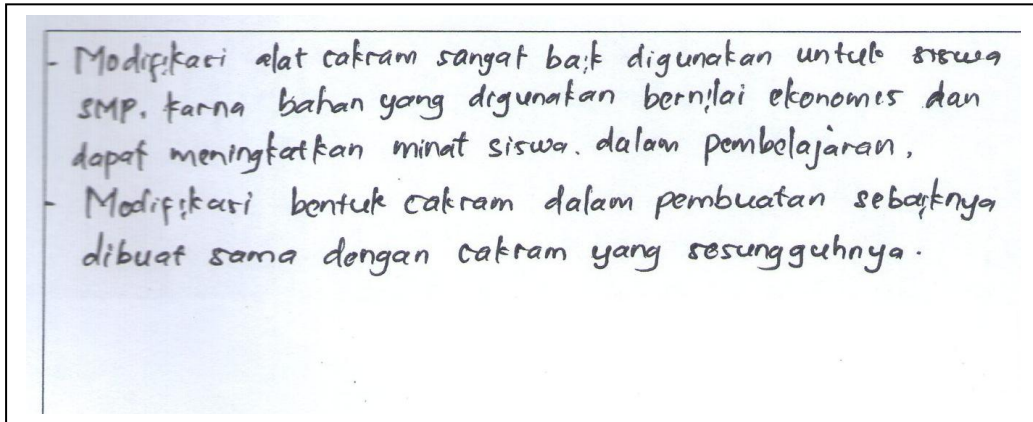 - Modifikasi alat cakram sangat baik digunakan untuk siswa
SMP. karna bahan yang digunakan bernilai ekonomis dan
dapat meningkatkan minat siswa. dalam pembelajaran.
- Modifikasi bentuk cakram dalam pembuatan sebaiknya
dibuat sama dengan cakram yang sesungguhnya.